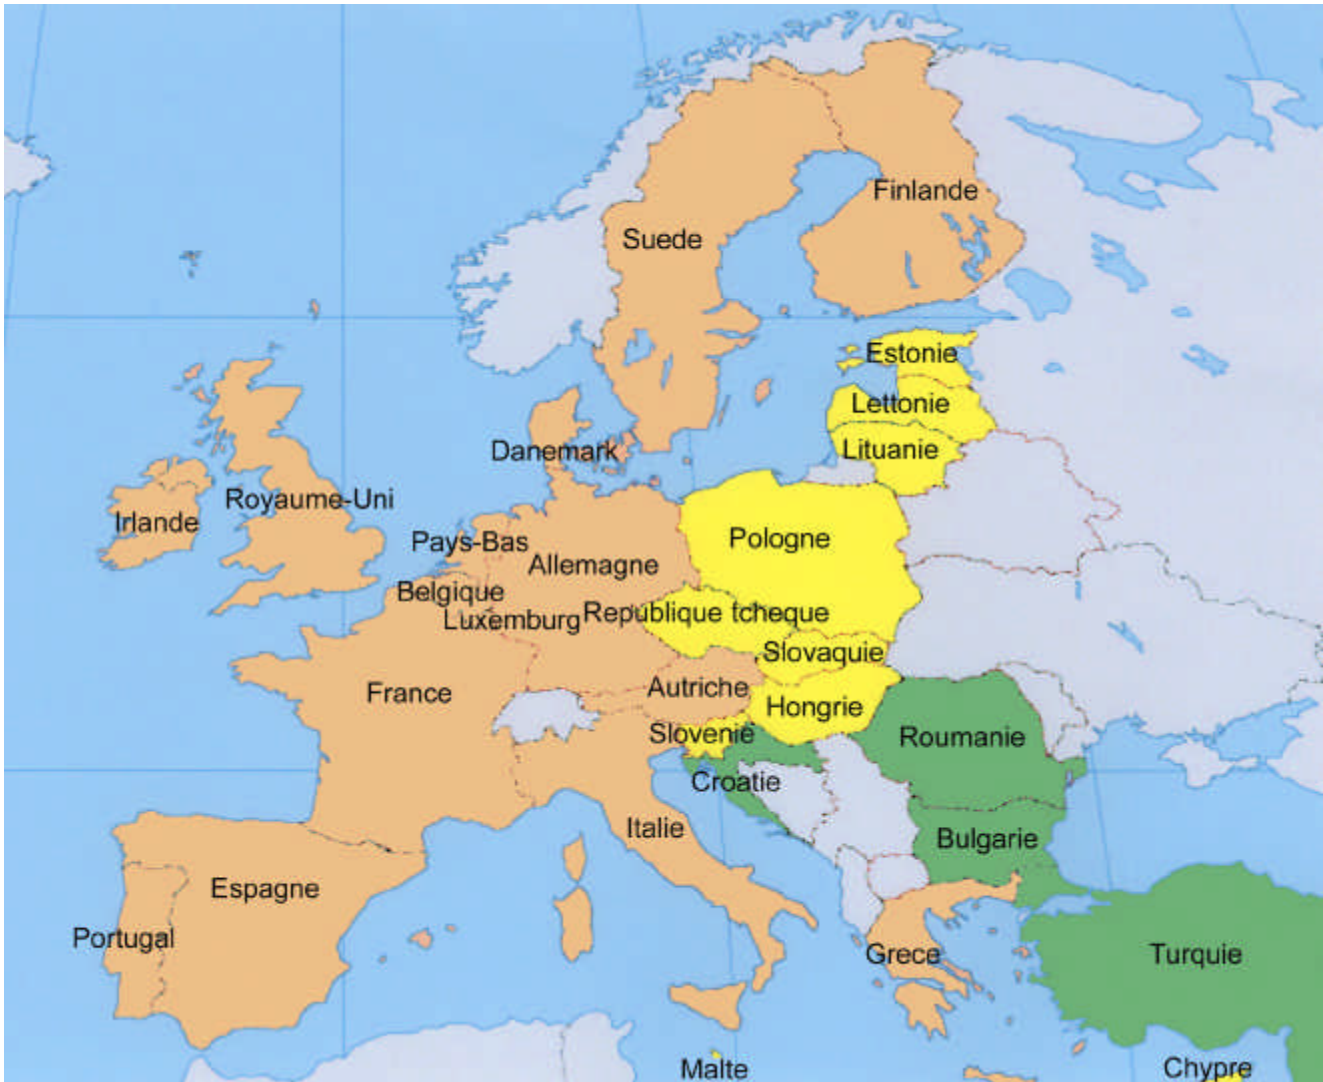 Finlande
Suede
Estonie
Lettonie
Lituanie
Danemark
Royaume-Uni
Irlande
Pays-Bas
Pologne
Allemagne
Belgique
Republique tcheque
Luxemburg
Slovaquie
Autriche
France
Hongrie
Slovenie
Roumanie
Croatie
Italie
Bulgarie
Espagne
Portugal
Grece
Turquie
Malte
Chypre